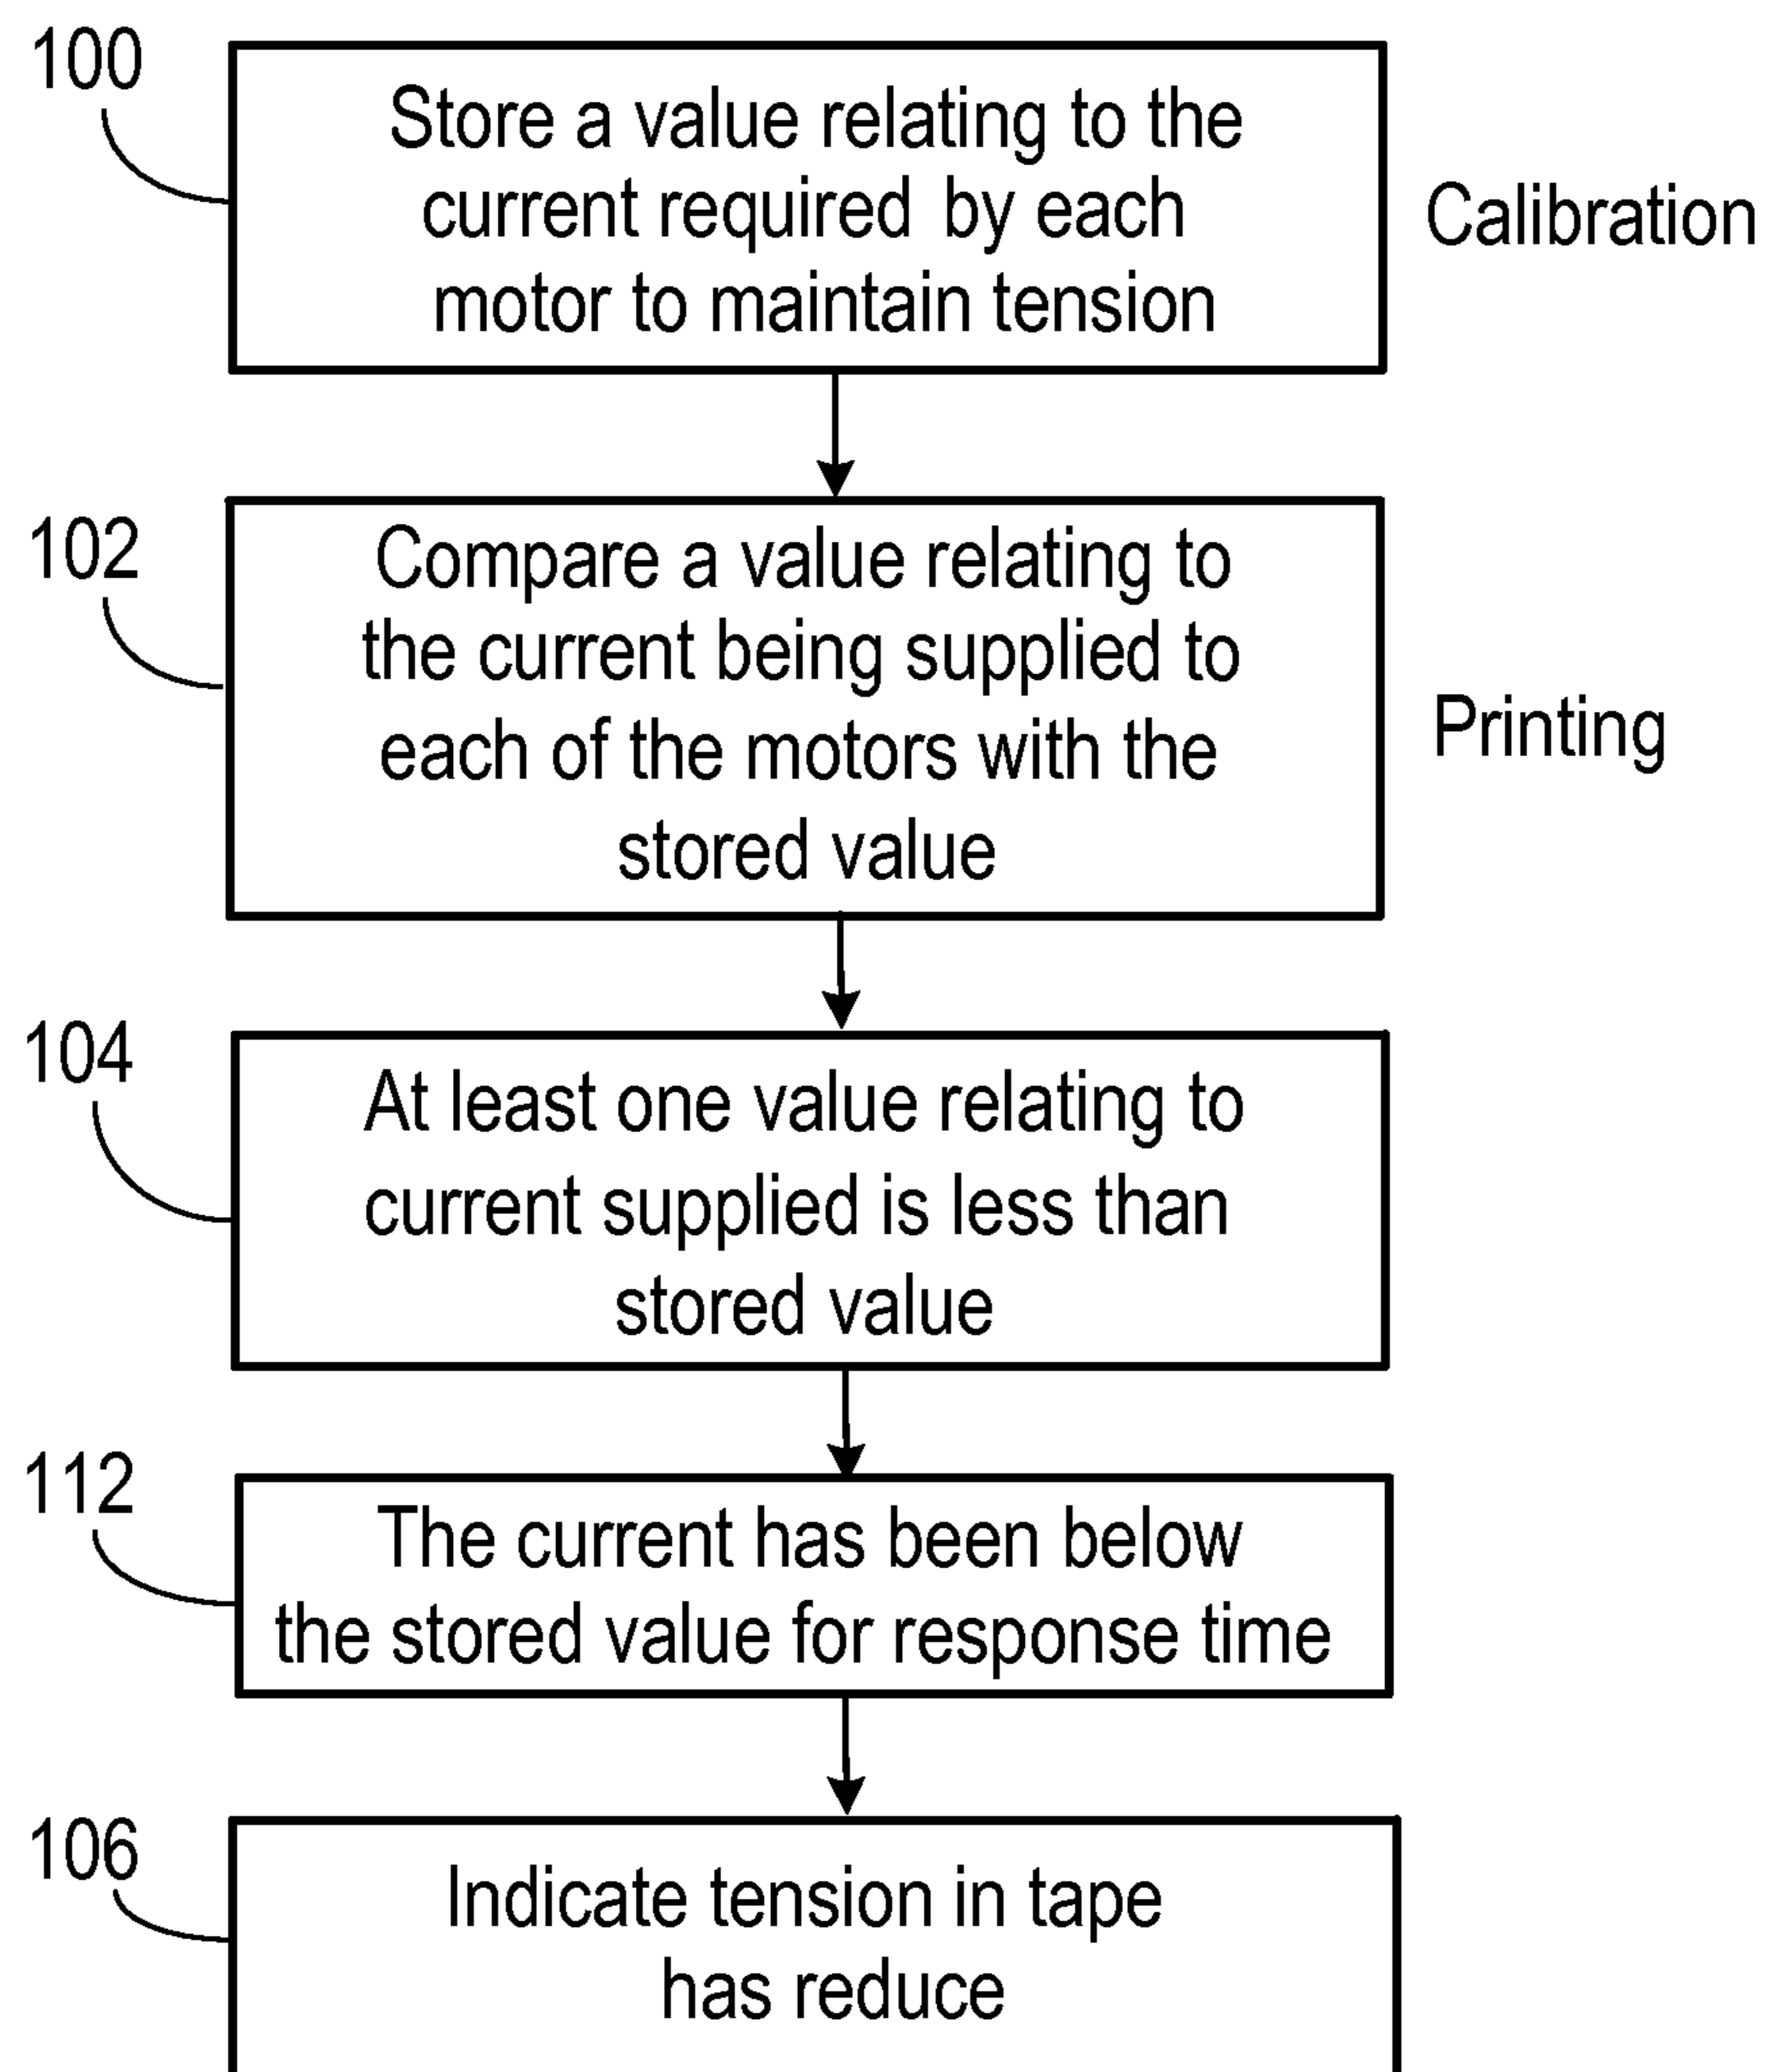 100
Store a value relating to the
current required by each
motor to maintain tension
Calibration
102
Compare a value relating to
the current being supplied to
each of the motors with the
stored value
Printing
104
At least one value relating to
current supplied is less than
stored value
112
The current has been below
the stored value for response time
106
Indicate tension in tape
has reduce